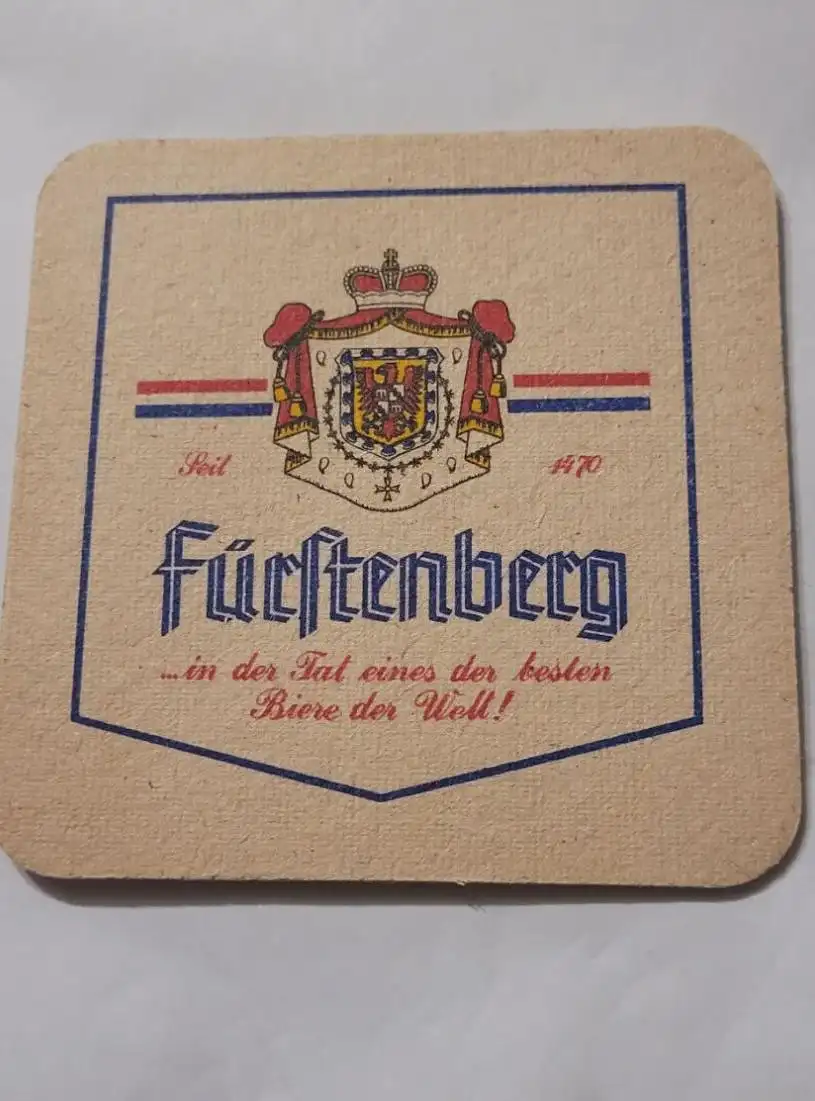 Seit 1470
Fürſtenberg
...in der Tat eines der besten
Biere der Welt!